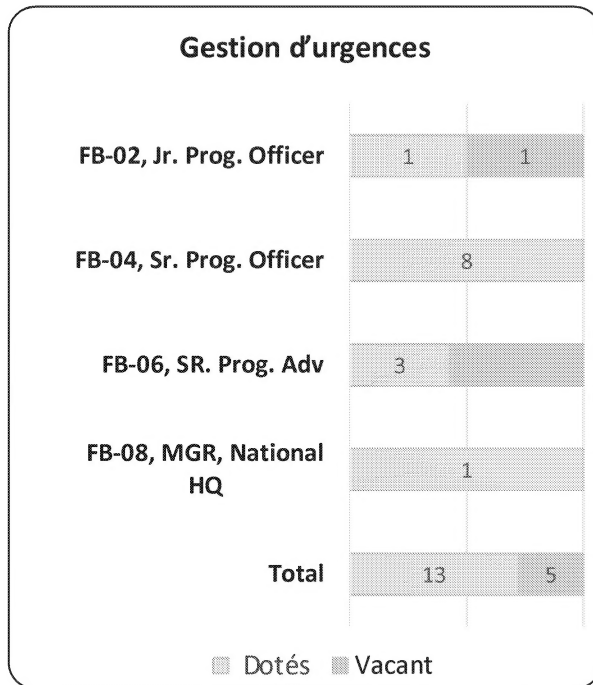 Gestion d'urgences
FB-02, Jr. Prog. Officer
1 1
FB-04, Sr. Prog. Officer
8
FB-06, SR. Prog. Adv
3
FB-08, MGR, National
HQ
1
Total
13 5
Dotés Vacant